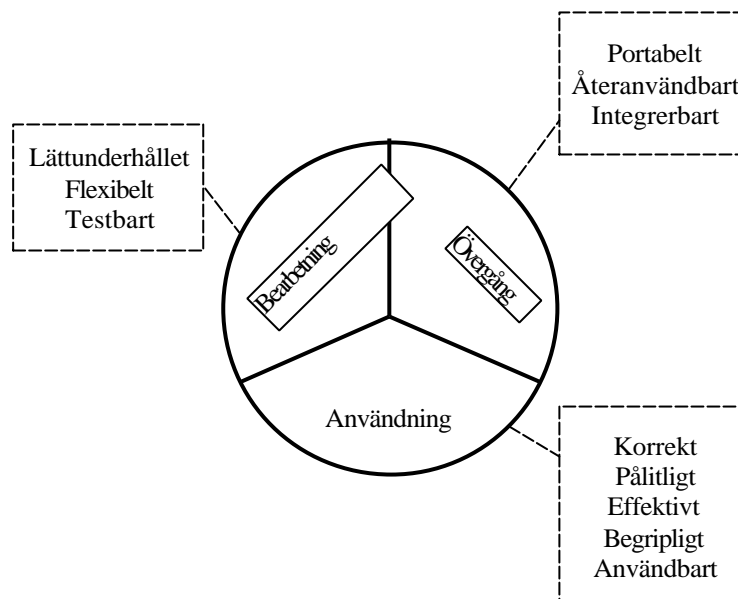 Portabelt
Återanvändbart
Integrerbart
Lättunderhållet
Flexibelt
Testbart
Bearbetning
Övergång
Användning
Korrekt
Pålitligt
Effektivt
Begripligt
Användbart